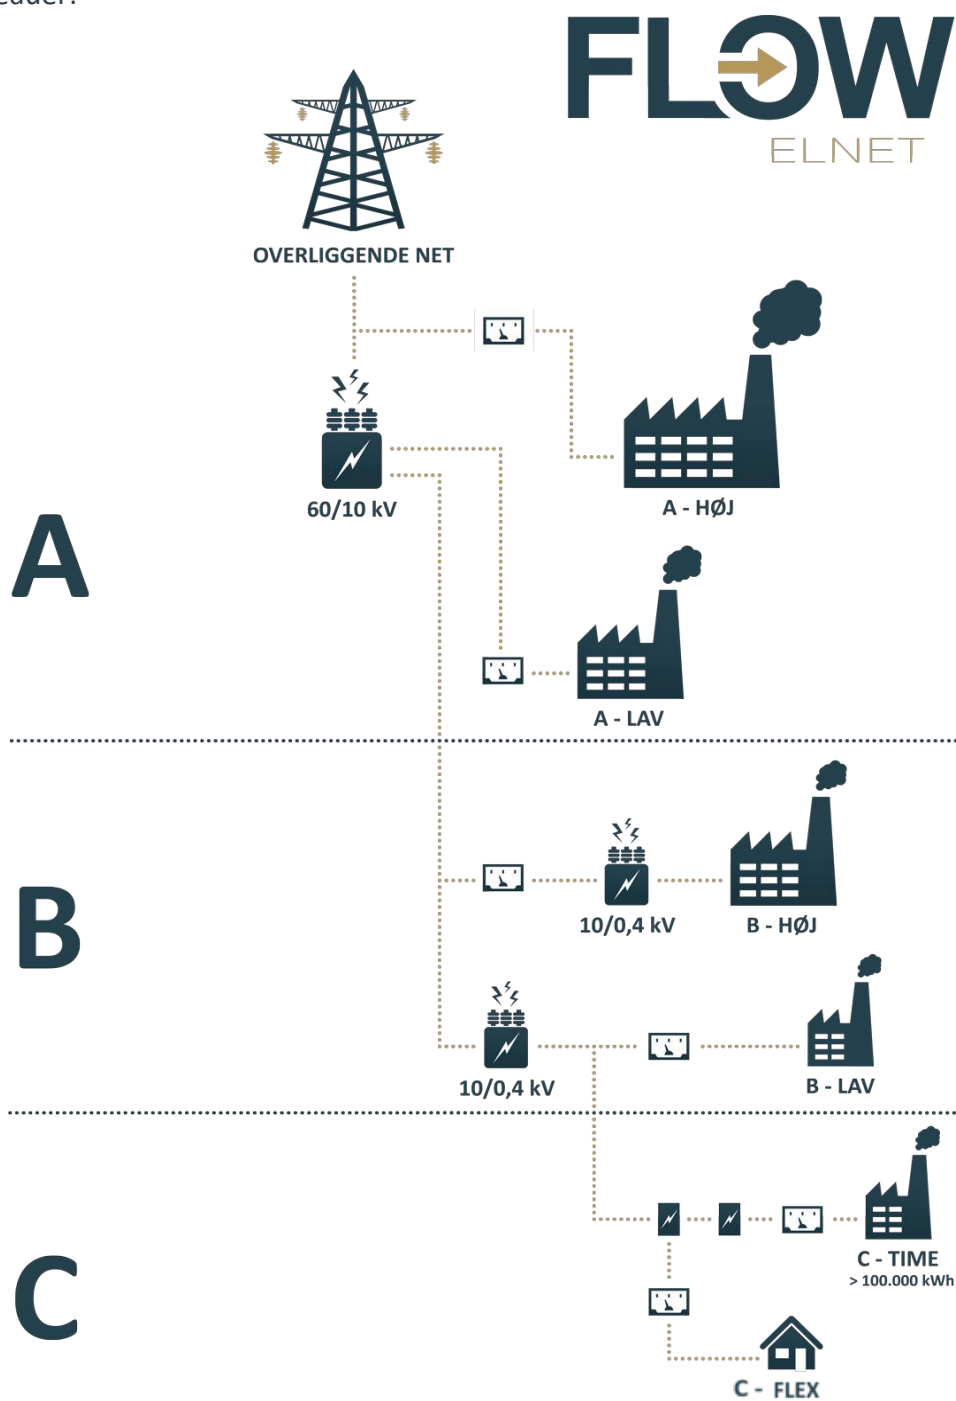 FLOW
ELNET
OVERLIGGENDE NET
60/10 kV
A - HØJ
A
A - LAV
10/0,4 kV
B - HØJ
B
10/0,4 kV
B - LAV
C - TIME
> 100.000 kWh
C
C - FLEX